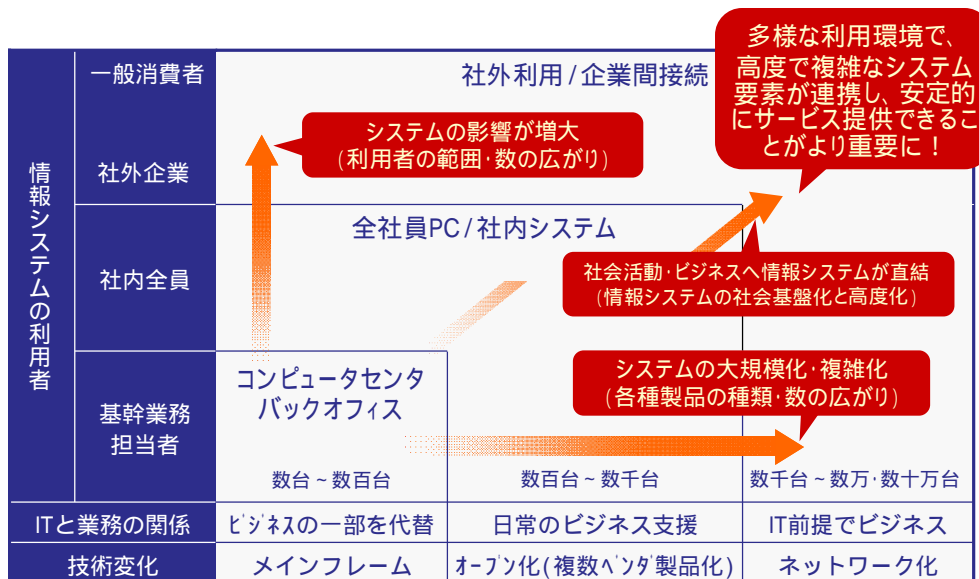 多様な利用環境で、
高度で複雑なシステム
要素が連携し、安定的
にサービス提供できるこ
とがより重要に！
一般消費者
社外利用/企業間接続
システムの影響が増大
(利用者の範囲・数の広がり)
情報システムの利用者
社外企業
全社員PC/社内システム
社内全員
社会活動・ビジネスへ情報システムが直結
(情報システムの社会基盤化と高度化)
システムの大規模化・複雑化
(各種製品の種類・数の広がり)
コンピュータセンタ
バックオフィス
基幹業務
担当者
数台~数百台
数百台~数千台
数千台~数万・数十万台
ITと業務の関係
ﾋﾞｼﾞﾈｽの一部を代替
日常のビジネス支援
IT前提でビジネス
技術変化
メインフレーム
ｵｰﾌﾟﾝ化(複数ﾍﾞﾝﾀﾞ製品化)
ネットワーク化